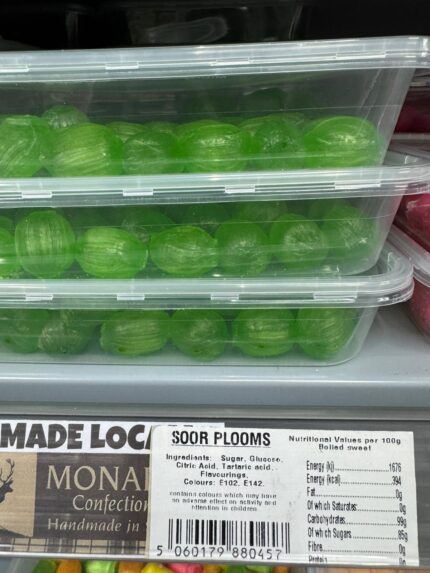 MADE LOC
MONA
Confection
Handmade in
SOOR PLOOMS
Ingredients: Sugar, Glucose,
Citric Acid, Tartaric acid,
Flavourings,
Colours: E102, E142.
contains colours which may have
an adverse effect on activity and
attention in children
5 060179 880457
Nutritional Values per 100g
Boiled sweet
Energy (kj) 1676
Energy (kcal) 394
Fat 0g
Of which Saturates 0g
Carbohydrates 99g
Of which Sugars 85g
Fibre 0g
Protein